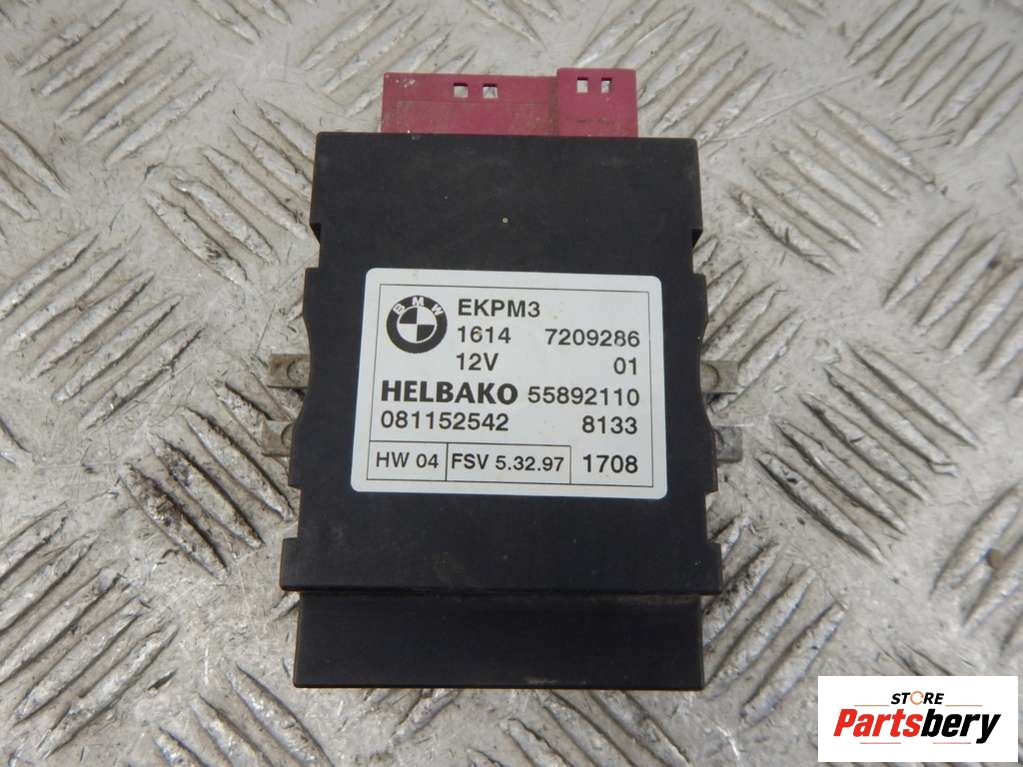 BMW
EKPM3
1614 7209286
12V 01
HELBAKO 55892110
081152542 8133
HW 04 FSV 5.32.97 1708
STORE
Partsbery